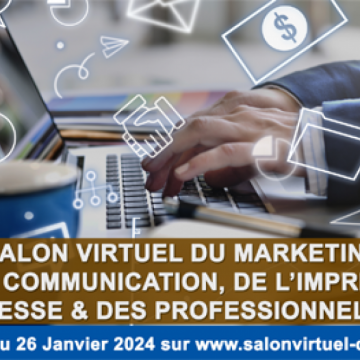 ALON VIRTUEL DU MARKETIN
COMMUNICATION, DE L'IMPR
ESSE & DES PROFESSIONNEL
u 26 Janvier 2024 sur www.salonvirtuel-